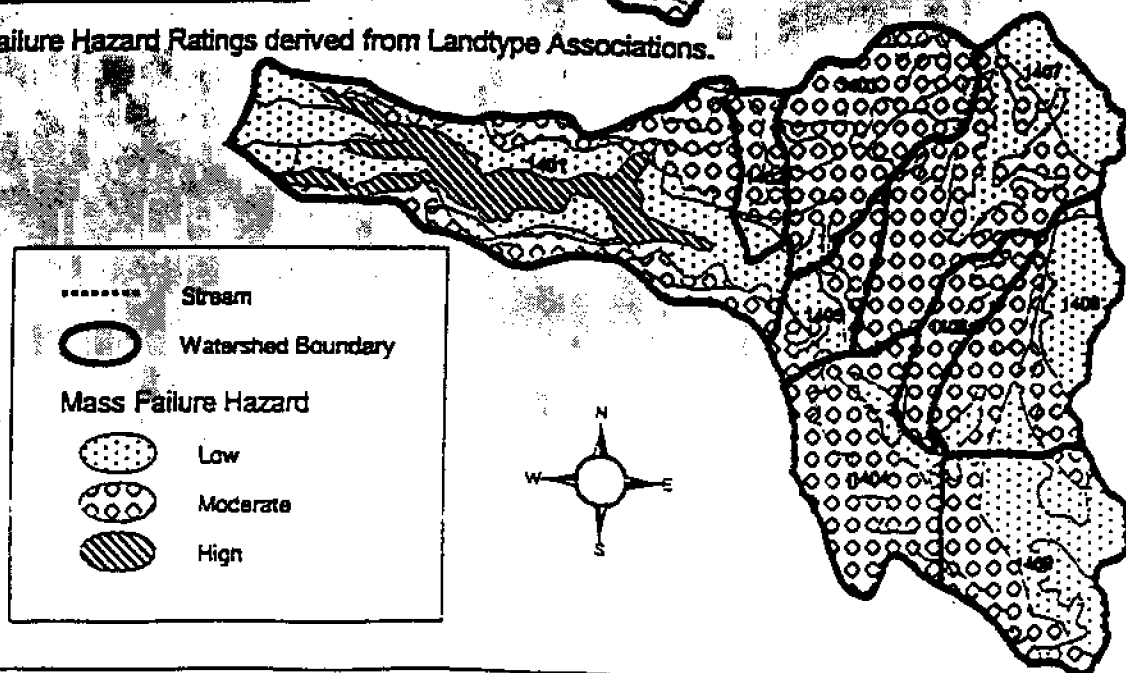 ailure Hazard Ratings derived from Landtype Associations.
1407
1401
1408
1404
Stream
Watershed Boundary
Mass Failure Hazard
Low
Moderate
High
N
W
E
S